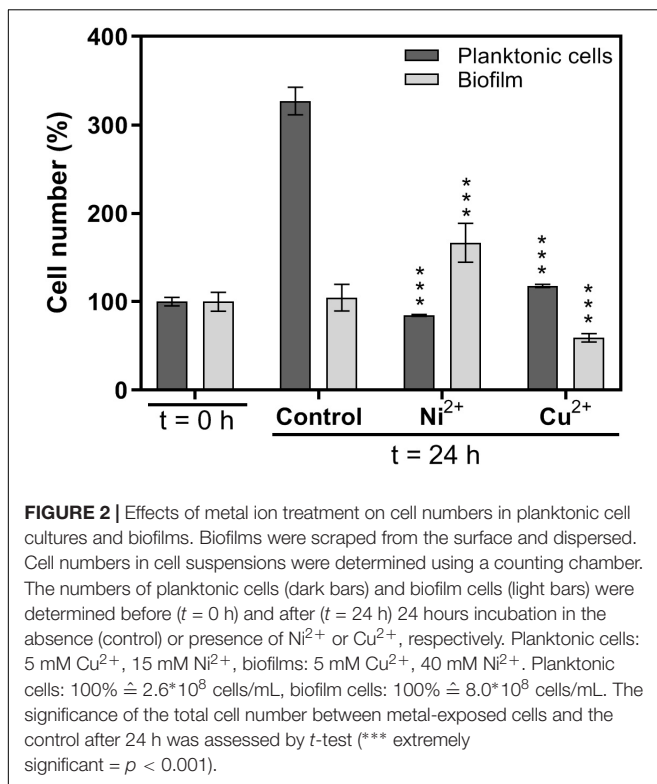 400
Planktonic cells
Biofilm
300
200
100
0
Cell number (%)
***
***
***
***
t = 0 h
Control Ni²⁺ Cu²⁺
t = 24 h
FIGURE 2 | Effects of metal ion treatment on cell numbers in planktonic cell
cultures and biofilms. Biofilms were scraped from the surface and dispersed.
Cell numbers in cell suspensions were determined using a counting chamber.
The numbers of planktonic cells (dark bars) and biofilm cells (light bars) were
determined before (t = 0 h) and after (t = 24 h) 24 hours incubation in the
absence (control) or presence of Ni²⁺ or Cu²⁺, respectively. Planktonic cells:
5 mM Cu²⁺, 15 mM Ni²⁺, biofilms: 5 mM Cu²⁺, 40 mM Ni²⁺. Planktonic
cells: 100% ≙ 2.6*10⁸ cells/mL, biofilm cells: 100% ≙ 8.0*10⁸ cells/mL. The
significance of the total cell number between metal-exposed cells and the
control after 24 h was assessed by t-test (*** extremely
significant = p < 0.001).